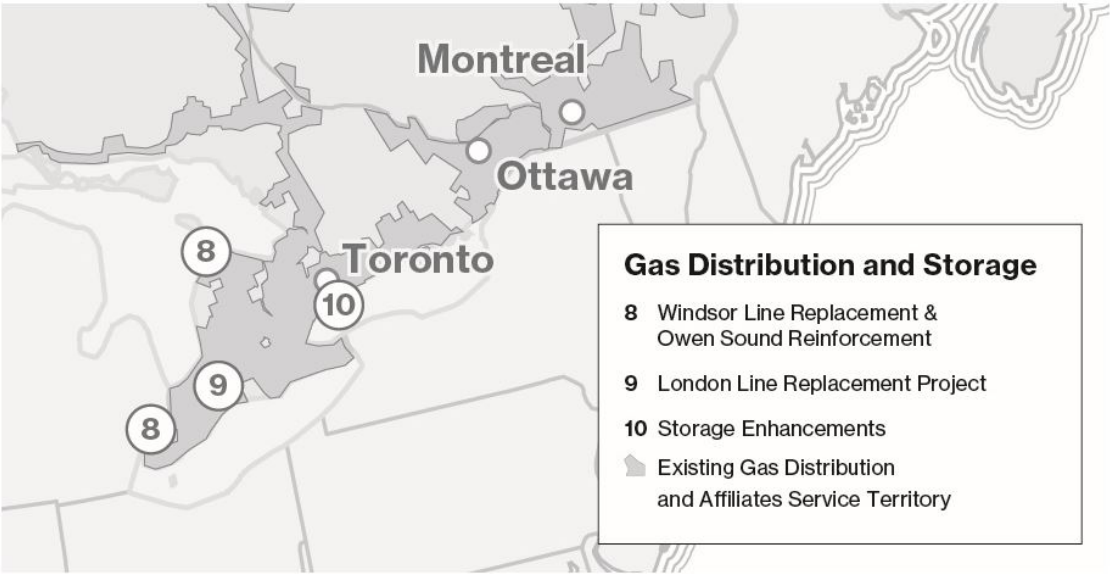 Montreal
Ottawa
8
Toronto
10
9
8
Gas Distribution and Storage
8 Windsor Line Replacement &
Owen Sound Reinforcement
9 London Line Replacement Project
10 Storage Enhancements
Existing Gas Distribution
and Affiliates Service Territory